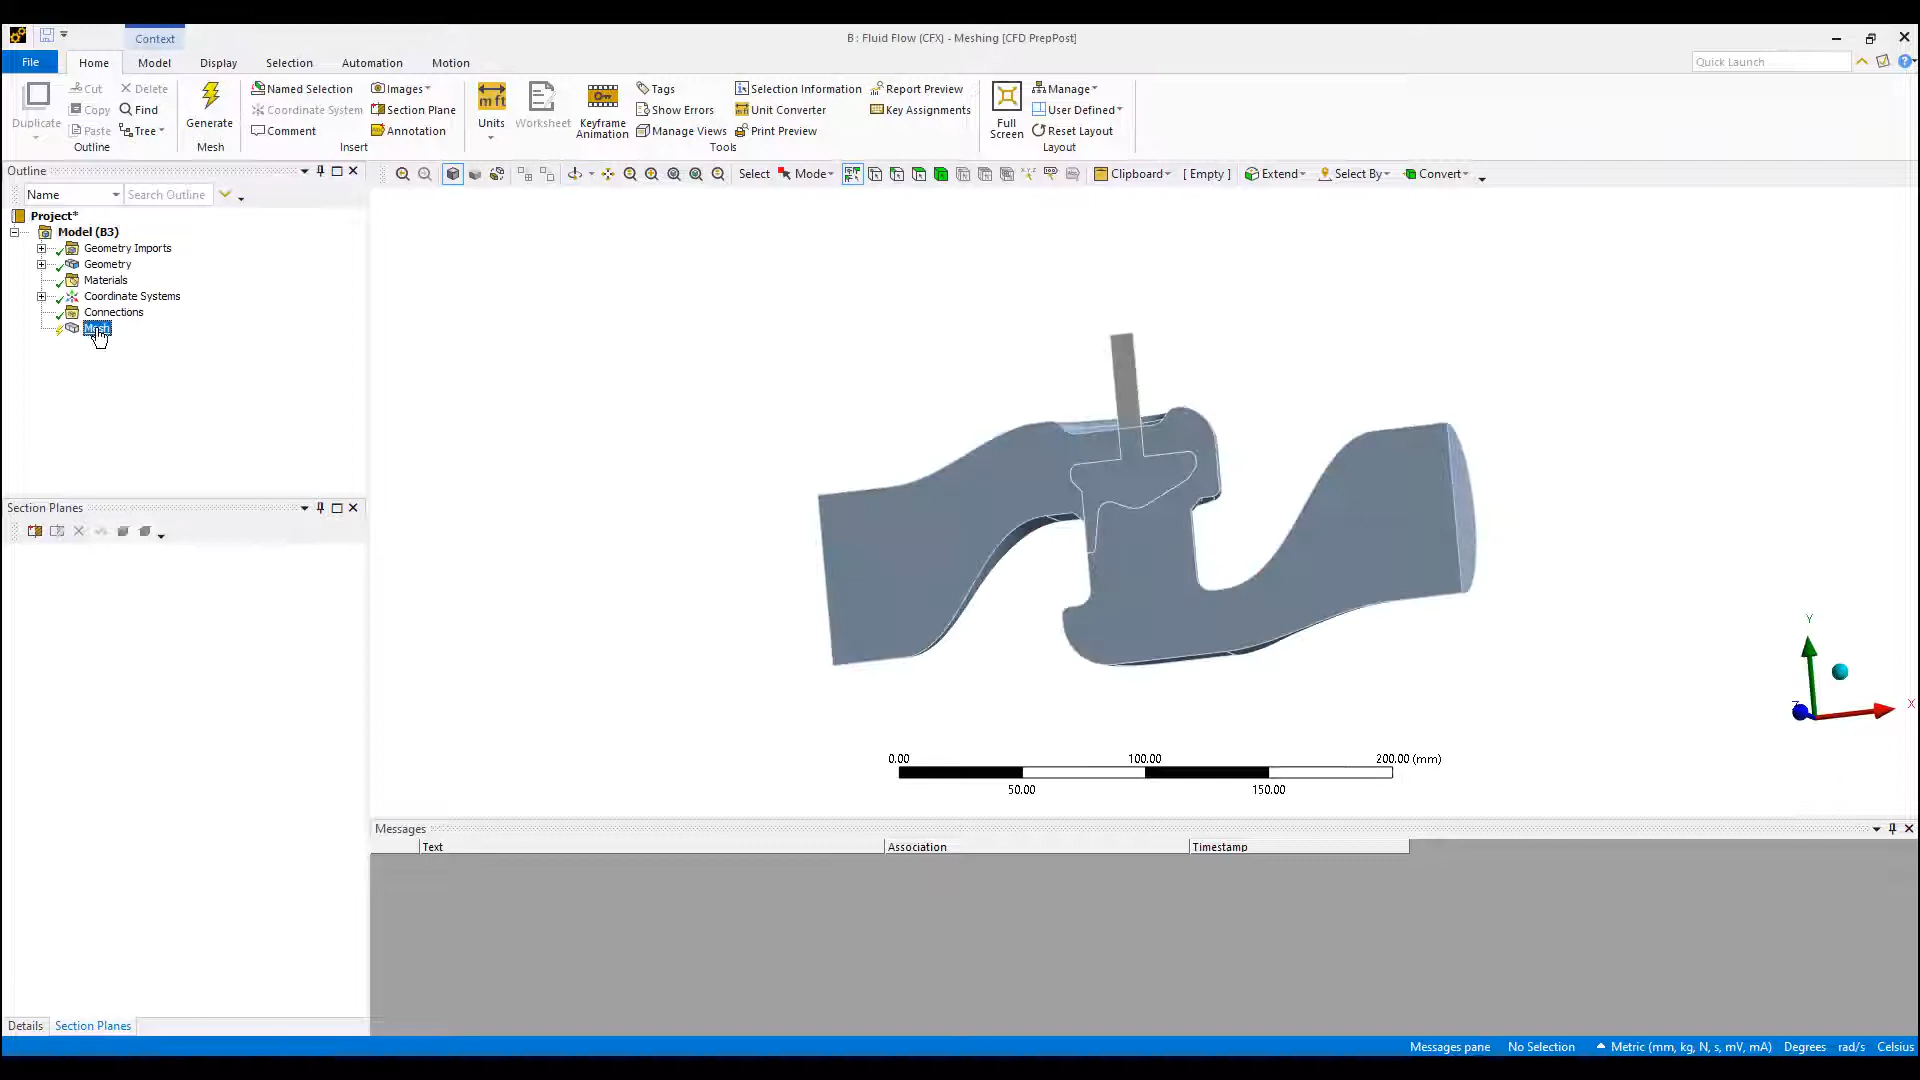 Context
B : Fluid Flow (CFX) - Meshing [CFD PrepPost]
File Home Model Display Selection Automation Motion
Quick Launch
Duplicate Cut Copy Paste Delete Find Tree Outline
Generate Mesh
Named Selection Coordinate System Comment Images Section Plane Annotation Insert
Units Worksheet Keyframe Animation Tags Show Errors Manage Views Selection Information Unit Converter Print Preview Report Preview Key Assignments Tools
Full Screen Manage User Defined Reset Layout Layout
Outline
Name Search Outline
Select Mode Clipboard [ Empty ] Extend Select By Convert
Project*
Model (B3)
Geometry Imports
Geometry
Materials
Coordinate Systems
Connections
Mesh
Section Planes
Y
X
Z
0.00 100.00 200.00 (mm)
50.00 150.00
Messages
Text Association Timestamp
Details Section Planes
Messages pane No Selection Metric (mm, kg, N, s, mV, mA) Degrees rad/s Celsius